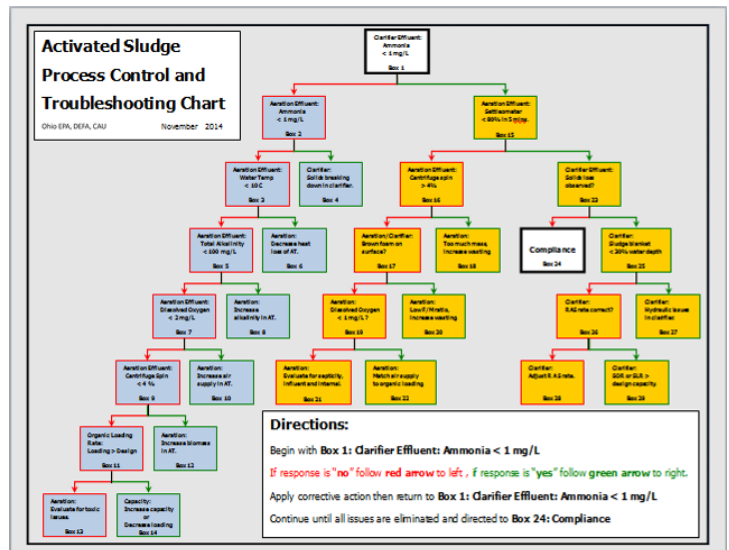 Activated Sludge
Process Control and
Troubleshooting Chart
Ohio EPA, DEFA, CAU November 2014
Clarifier Effluent:
Ammonia
< 1 mg/L
Box 1
Aeration Effluent:
Ammonia
< 1 mg/L
Box 2
Aeration Effluent:
Settleometer
< 80% in 5 mins.
Box 15
Aeration Effluent:
Water Temp
< 10 C
Box 3
Clarifier:
Solids breaking
down in clarifier.
Box 4
Aeration Effluent:
Centrifuge spin
> 4%
Box 16
Clarifier Effluent:
Solids loss
observed?
Box 23
Aeration Effluent:
Total Alkalinity
< 100 mg/L
Box 5
Aeration:
Decrease heat
loss of AT.
Box 6
Aeration/Clarifier:
Brown foam on
surface?
Box 17
Aeration:
Too much mass,
Increase wasting
Box 18
Compliance
Box 24
Clarifier:
Sludge blanket
< 30% water depth
Box 25
Aeration Effluent:
Dissolved Oxygen
< 2 mg/L
Box 7
Aeration:
Increase
alkalinity in AT.
Box 8
Aeration:
Dissolved Oxygen
< 1 mg/L ?
Box 19
Aeration:
Low F/M ratio,
increase wasting
Box 20
Clarifier:
RAS rate correct?
Box 26
Clarifier:
Hydraulic issues
in clarifier.
Box 27
Aeration Effluent:
Centrifuge Spin
< 4 %
Box 9
Aeration:
Increase air
supply in AT.
Box 10
Aeration:
Evaluate for septicity,
Influent and Internal.
Box 21
Aeration:
Match air supply
to organic loading
Box 22
Clarifier:
Adjust RAS rate.
Box 28
Clarifier:
SOR or SLR >
design capacity.
Box 29
Organic Loading
Rate:
Loading > Design
Box 11
Aeration:
Increase biomass
in AT.
Box 12
Aeration:
Evaluate for toxic
issues.
Box 13
Capacity:
Increase capacity
or
Decrease loading
Box 14
Directions:
Begin with Box 1: Clarifier Effluent: Ammonia < 1 mg/L
If response is "no" follow red arrow to left , if response is "yes" follow green arrow to right.
Apply corrective action then return to Box 1: Clarifier Effluent: Ammonia < 1 mg/L
Continue until all issues are eliminated and directed to Box 24: Compliance